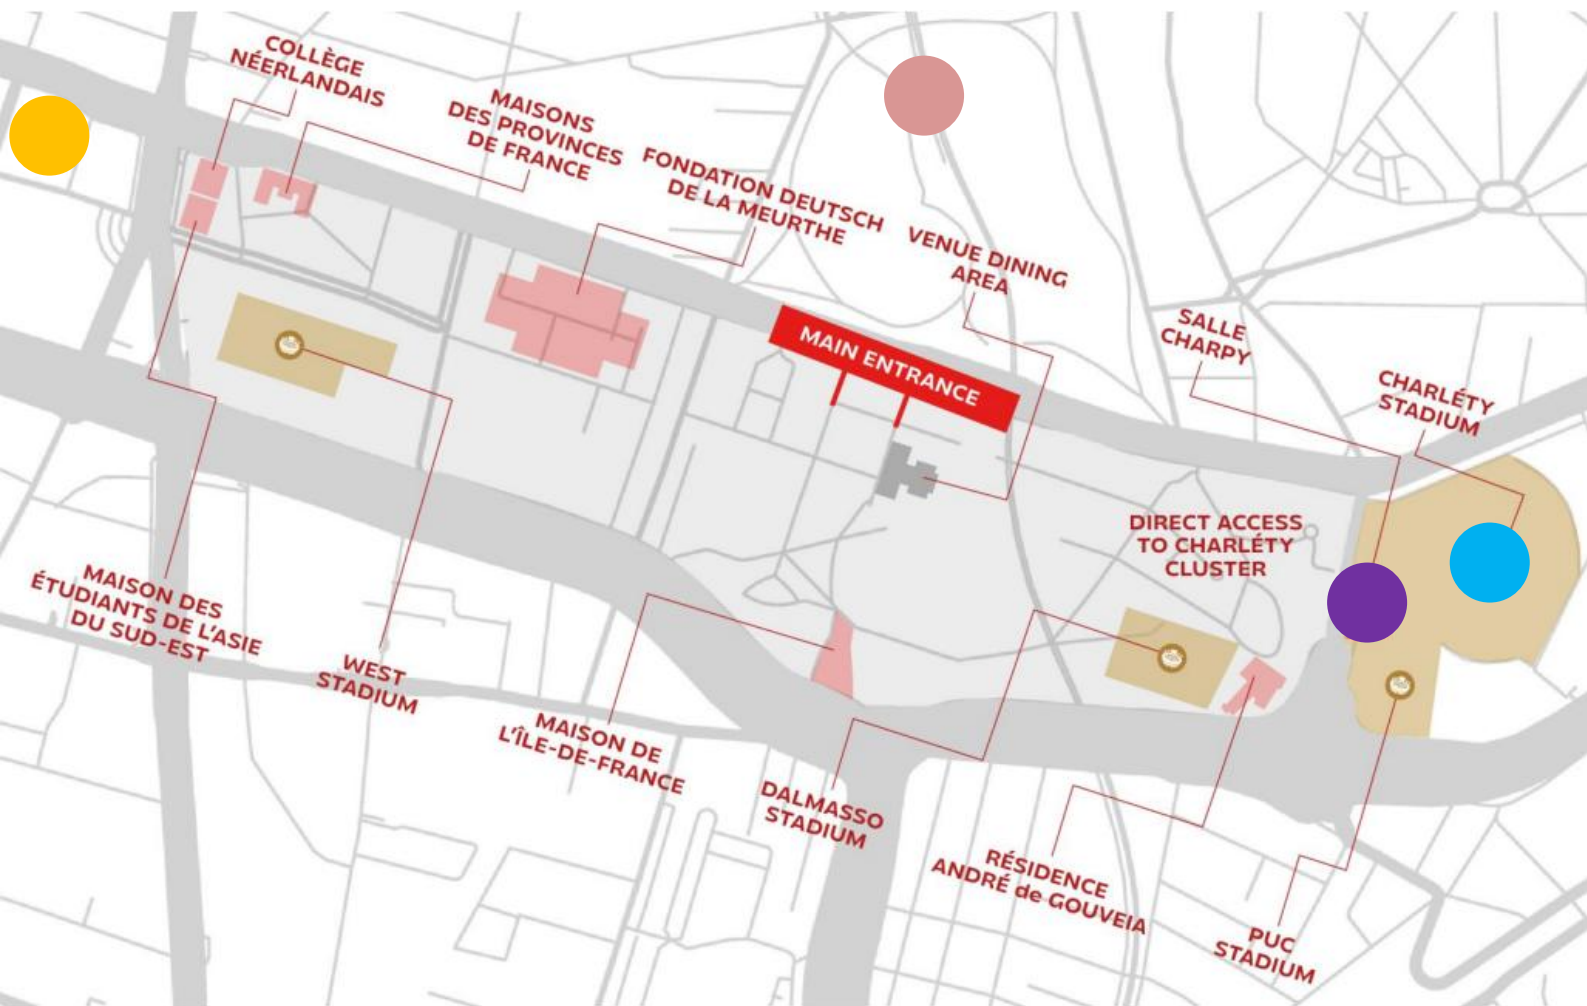 COLLÈGE
NÉERLANDAIS
MAISONS
DES PROVINCES
DE FRANCE
FONDATION DEUTSCH
DE LA MEURTHE
VENUE DINING
AREA
MAIN ENTRANCE
SALLE
CHARPY
CHARLÉTY
STADIUM
DIRECT ACCESS
TO CHARLÉTY
CLUSTER
MAISON DES
ÉTUDIANTS DE L'ASIE
DU SUD-EST
WEST
STADIUM
MAISON DE
L'ÎLE-DE-FRANCE
DALMASSO
STADIUM
RÉSIDENCE
ANDRÉ de GOUVEIA
PUC
STADIUM